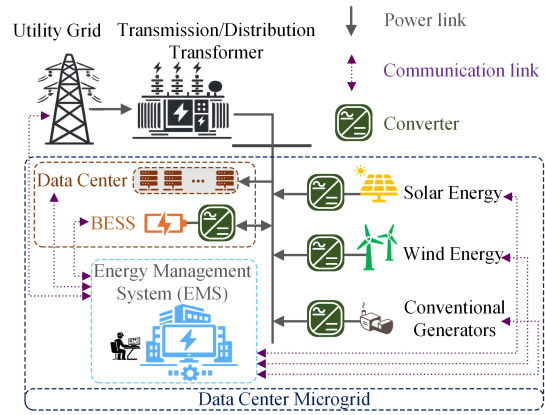 Utility Grid
Transmission/Distribution
Transformer
Power link
Communication link
Converter
Data Center
...
BESS
Solar Energy
Wind Energy
Energy Management
System (EMS)
Conventional
Generators
Data Center Microgrid